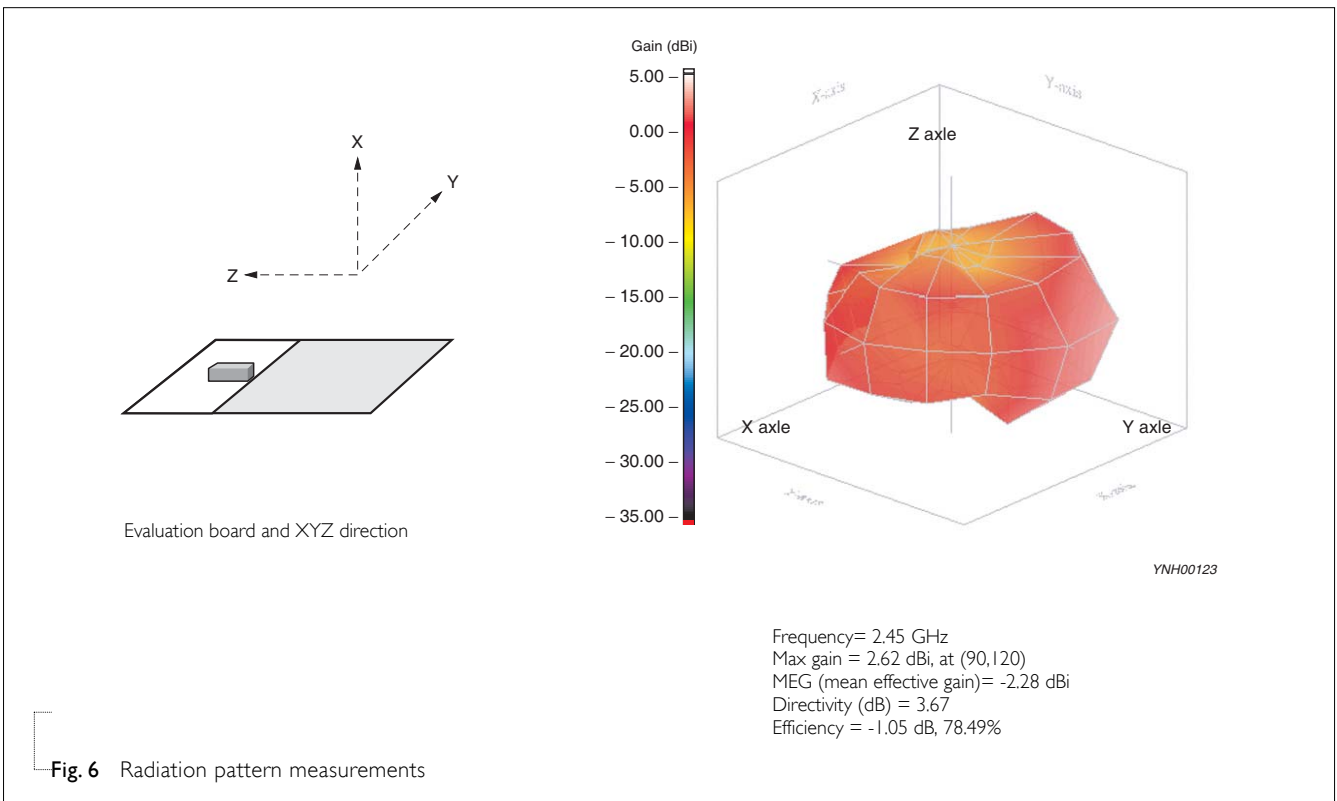 Gain (dBi)
5.00 –
0.00 –
– 5.00 –
– 10.00 –
– 15.00 –
– 20.00 –
– 25.00 –
– 30.00 –
– 35.00 –
X
Y
Z
Evaluation board and XYZ direction
X-axis
Y-axis
Z axle
X axle
Y axle
YNH00123
Frequency= 2.45 GHz
Max gain = 2.62 dBi, at (90,120)
MEG (mean effective gain)= -2.28 dBi
Directivity (dB) = 3.67
Efficiency = -1.05 dB, 78.49%
Fig. 6 Radiation pattern measurements